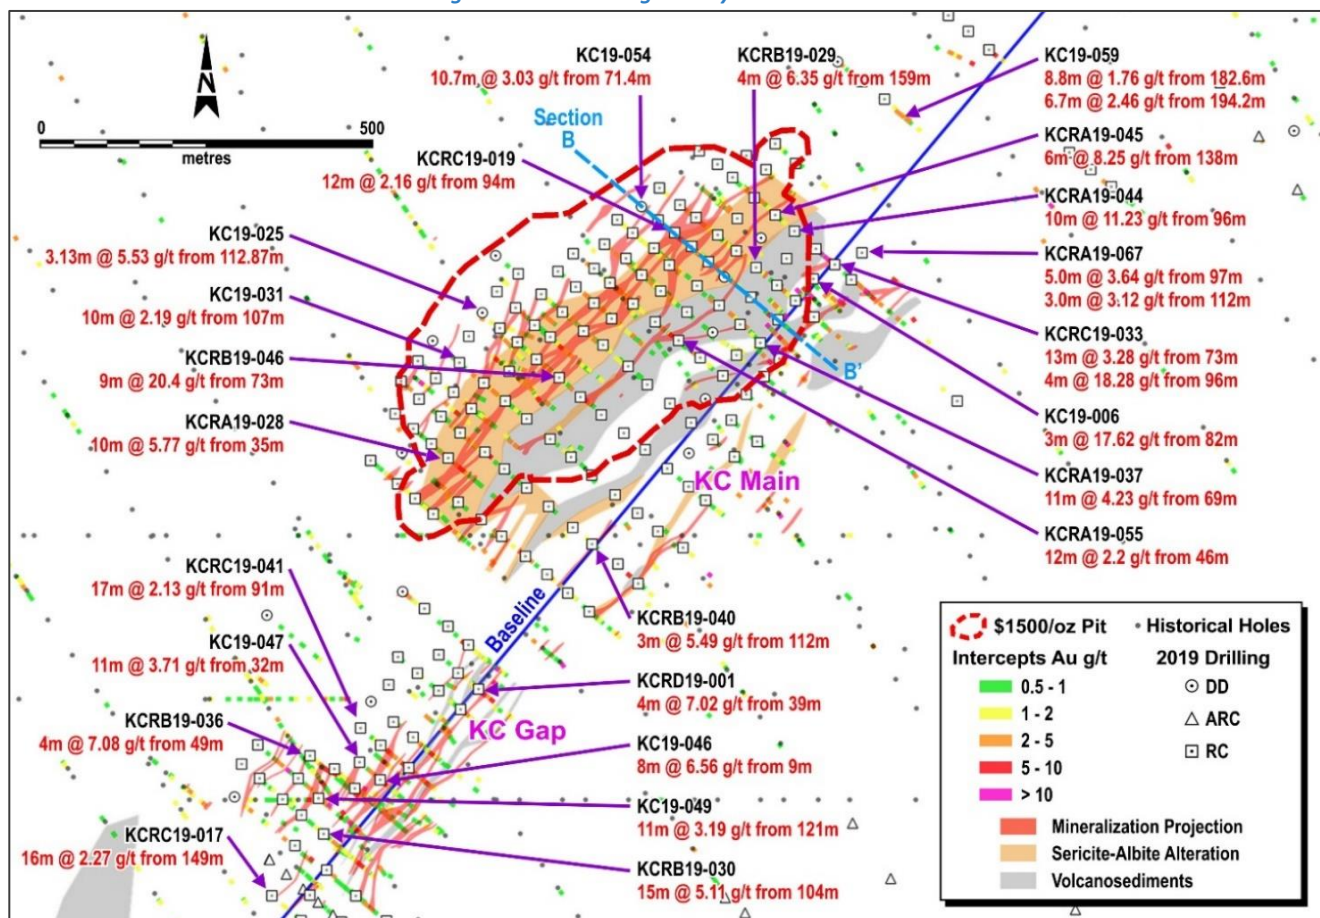 N
0 500
metres
KC19-054
10.7m @ 3.03 g/t from 71.4m
KCRB19-029
4m @ 6.35 g/t from 159m
KC19-059
8.8m @ 1.76 g/t from 182.6m
6.7m @ 2.46 g/t from 194.2m
Section
B
KCRC19-019
12m @ 2.16 g/t from 94m
KCRA19-045
6m @ 8.25 g/t from 138m
KCRA19-044
10m @ 11.23 g/t from 96m
KC19-025
3.13m @ 5.53 g/t from 112.87m
KCRA19-067
5.0m @ 3.64 g/t from 97m
3.0m @ 3.12 g/t from 112m
KC19-031
10m @ 2.19 g/t from 107m
KCRC19-033
13m @ 3.28 g/t from 73m
4m @ 18.28 g/t from 96m
KCRB19-046
9m @ 20.4 g/t from 73m
B'
KC19-006
3m @ 17.62 g/t from 82m
KCRA19-028
10m @ 5.77 g/t from 35m
KCRA19-037
11m @ 4.23 g/t from 69m
KC Main
KCRA19-055
12m @ 2.2 g/t from 46m
KCRC19-041
17m @ 2.13 g/t from 91m
Baseline
KCRB19-040
3m @ 5.49 g/t from 112m
KC19-047
11m @ 3.71 g/t from 32m
KCRD19-001
4m @ 7.02 g/t from 39m
KC Gap
KCRB19-036
4m @ 7.08 g/t from 49m
KC19-046
8m @ 6.56 g/t from 9m
KC19-049
11m @ 3.19 g/t from 121m
KCRC19-017
16m @ 2.27 g/t from 149m
KCRB19-030
15m @ 5.11 g/t from 104m
$1500/oz Pit
Historical Holes
Intercepts Au g/t
2019 Drilling
0.5 - 1
DD
1 - 2
2 - 5
ARC
5 - 10
RC
> 10
Mineralization Projection
Sericite-Albite Alteration
Volcanosediments